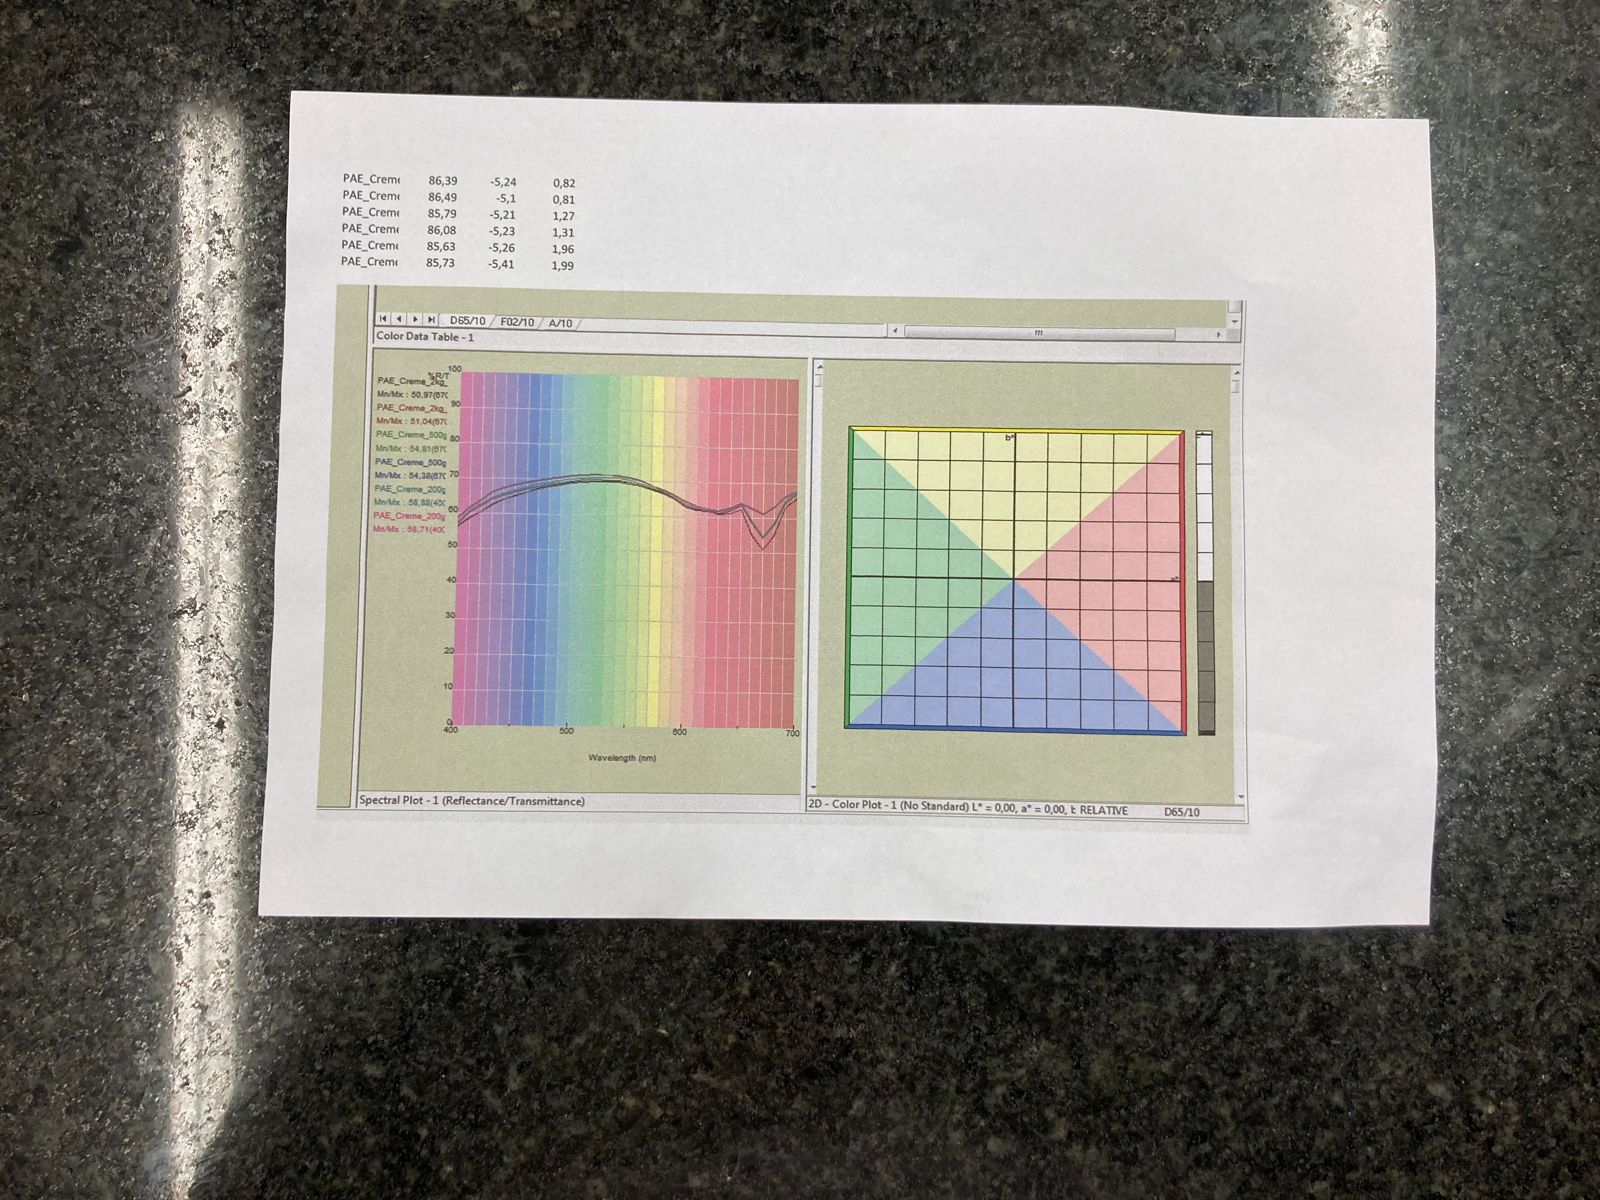 PAE_Creme 86,39 -5,24 0,82
PAE_Creme 86,49 -5,1 0,81
PAE_Creme 85,79 -5,21 1,27
PAE_Creme 86,08 -5,23 1,31
PAE_Creme 85,63 -5,26 1,96
PAE_Creme 85,73 -5,41 1,99
D65/10 F02/10 A/10
Color Data Table - 1
%R/T
PAE_Creme_2kg_
Mn/Mx : 50,97(670
PAE_Creme_2kg_
Mn/Mx : 51,04(670
PAE_Creme_500g
Mn/Mx : 54,81(670
PAE_Creme_500g
Mn/Mx : 54,38(670
PAE_Creme_200g
Mn/Mx : 58,88(400
PAE_Creme_200g
Mn/Mx : 58,71(400
100
90
80
70
60
50
40
30
20
10
0
400 500 600 700
Wavelength (nm)
Spectral Plot - 1 (Reflectance/Transmittance)
b*
a*
2D - Color Plot - 1 (No Standard) L* = 0,00, a* = 0,00, b RELATIVE D65/10